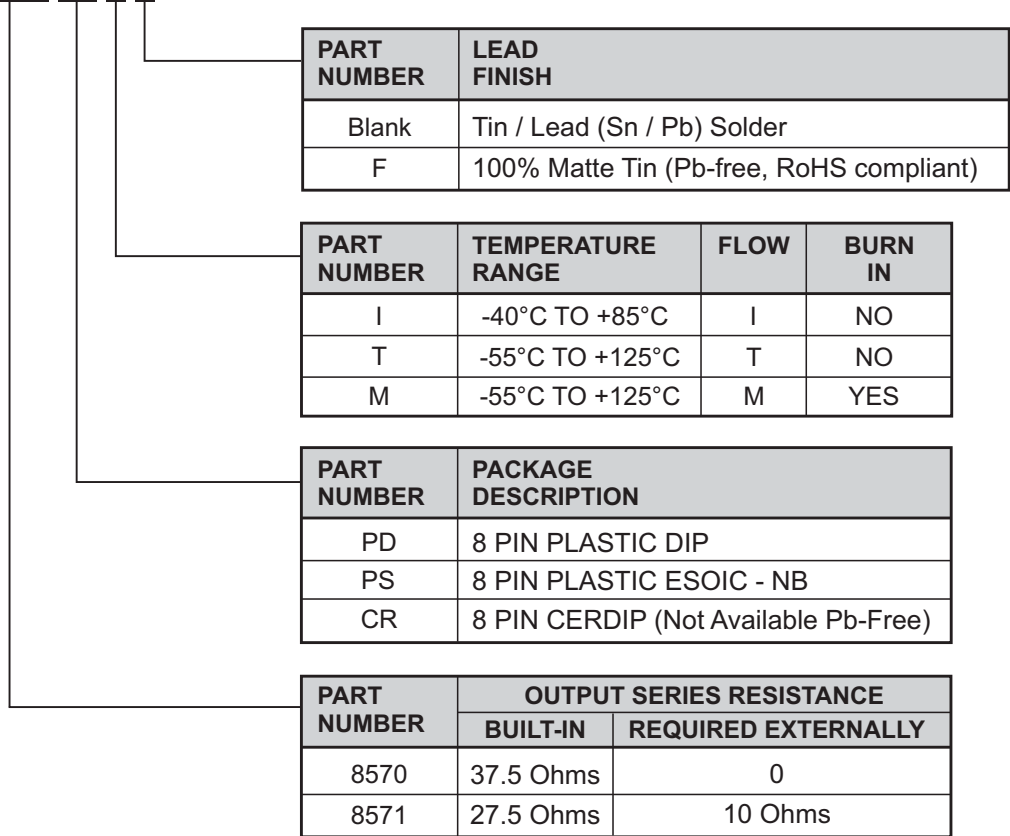 PART NUMBER LEAD FINISH
Blank Tin / Lead (Sn / Pb) Solder
F 100% Matte Tin (Pb-free, RoHS compliant)
PART NUMBER TEMPERATURE RANGE FLOW BURN IN
I -40°C TO +85°C I NO
T -55°C TO +125°C T NO
M -55°C TO +125°C M YES
PART NUMBER PACKAGE DESCRIPTION
PD 8 PIN PLASTIC DIP
PS 8 PIN PLASTIC ESOIC - NB
CR 8 PIN CERDIP (Not Available Pb-Free)
PART NUMBER OUTPUT SERIES RESISTANCE
BUILT-IN REQUIRED EXTERNALLY
8570 37.5 Ohms 0
8571 27.5 Ohms 10 Ohms